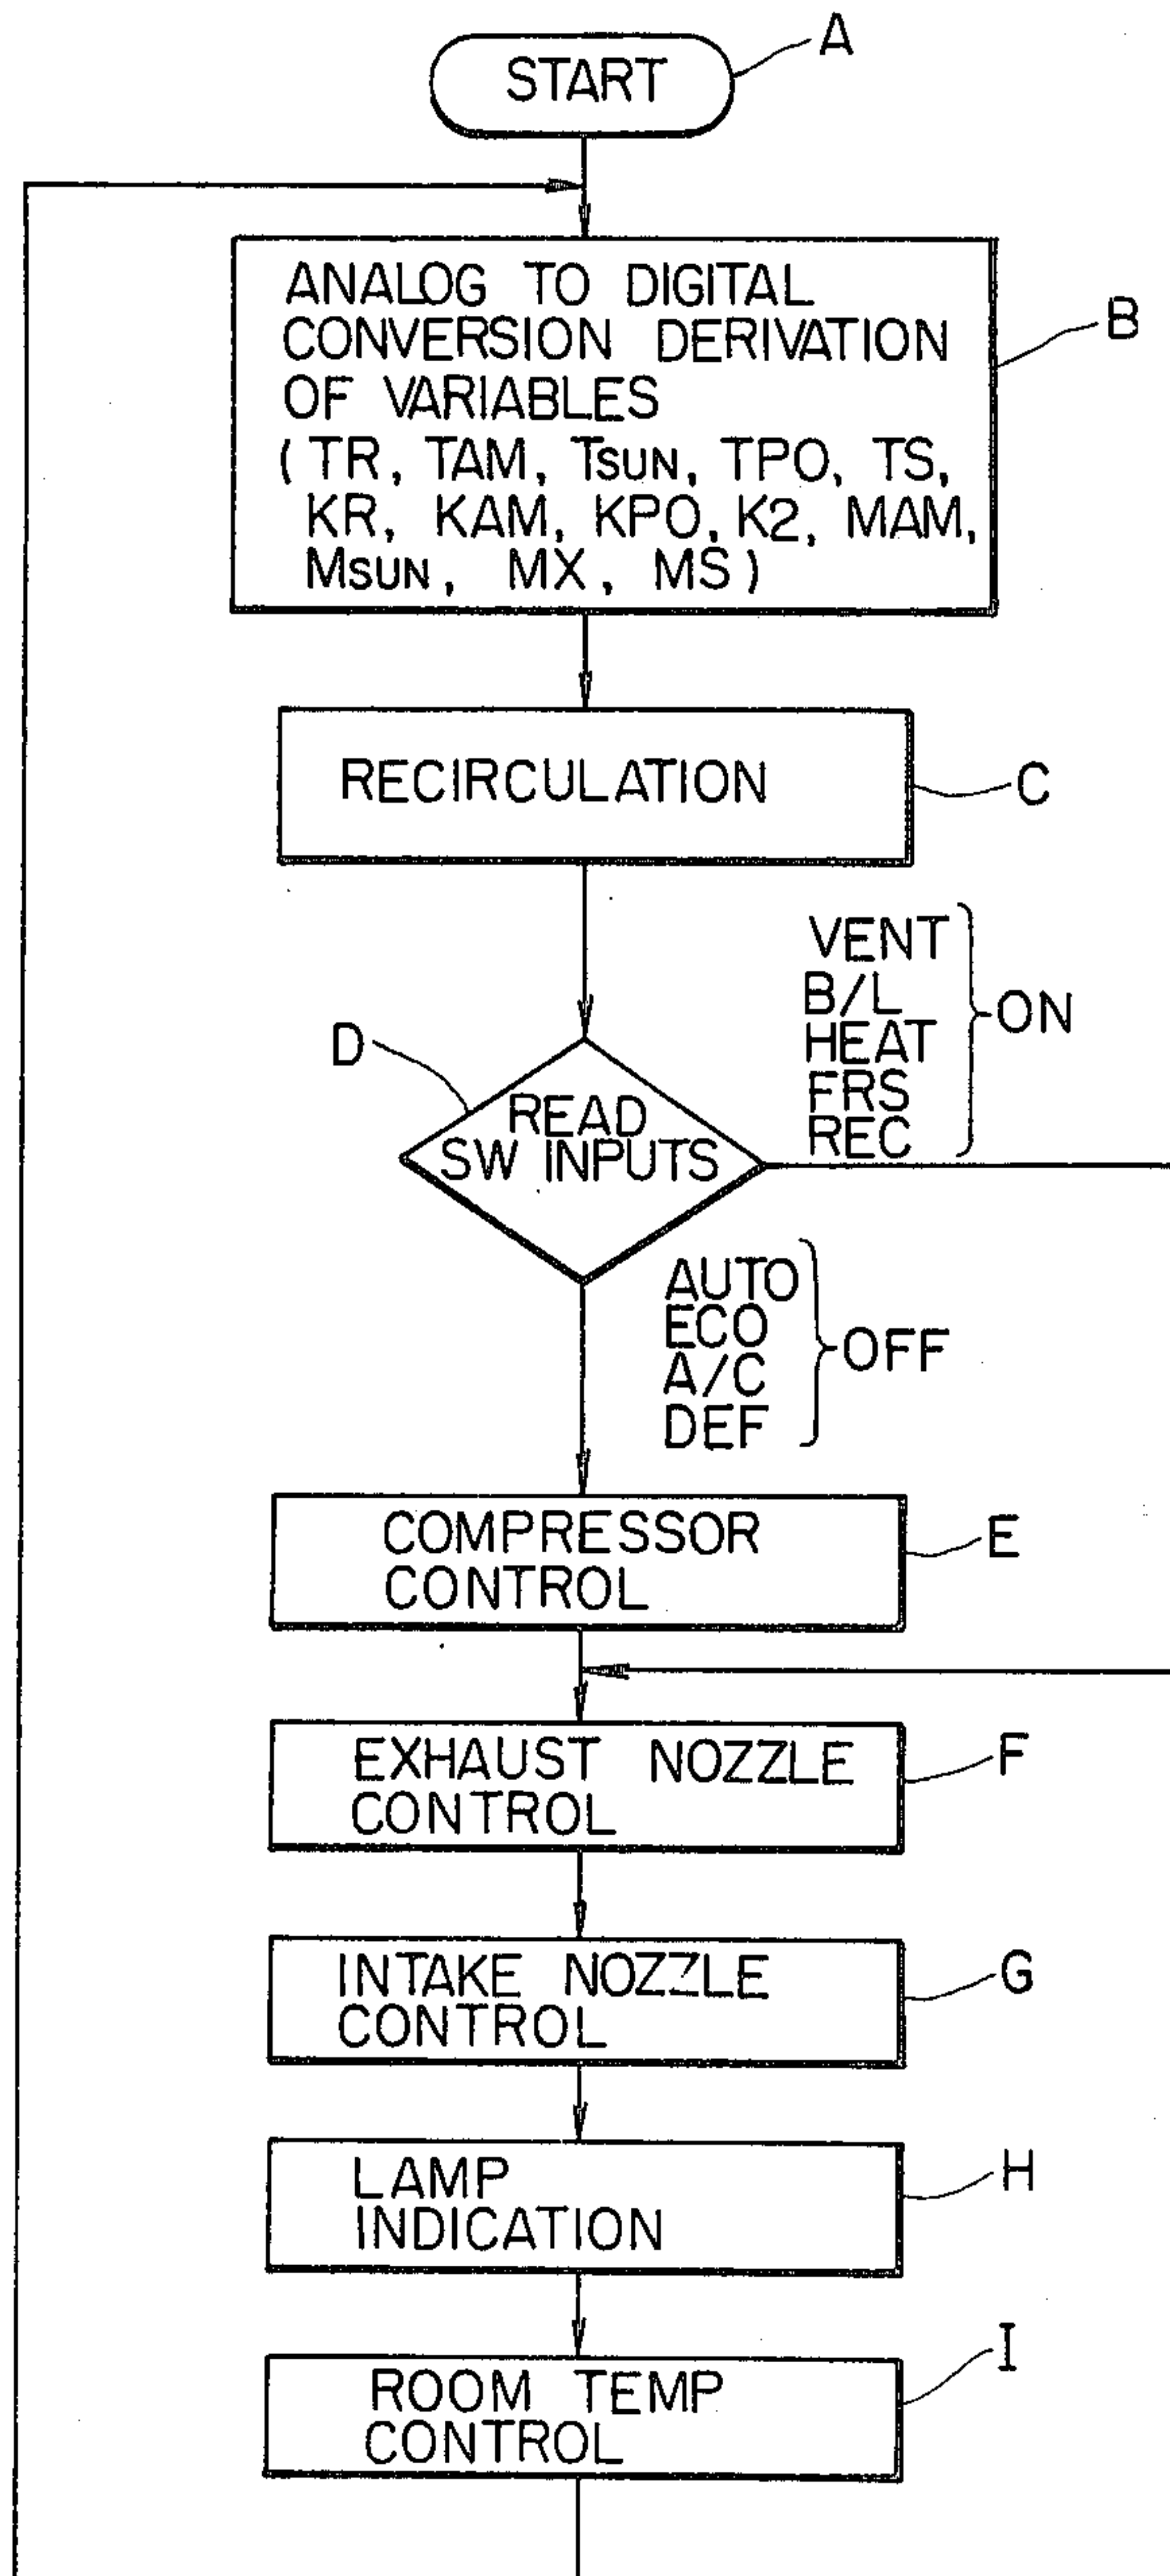 START
A
ANALOG TO DIGITAL
CONVERSION DERIVATION
OF VARIABLES
(TR, TAM, TSUN, TPO, TS,
KR, KAM, KPO, K2, MAM,
MSUN, MX, MS)
B
RECIRCULATION
C
D
READ
SW INPUTS
VENT
B/L
HEAT
FRS
REC
ON
AUTO
ECO
A/C
DEF
OFF
COMPRESSOR
CONTROL
E
EXHAUST NOZZLE
CONTROL
F
INTAKE NOZZLE
CONTROL
G
LAMP
INDICATION
H
ROOM TEMP
CONTROL
I